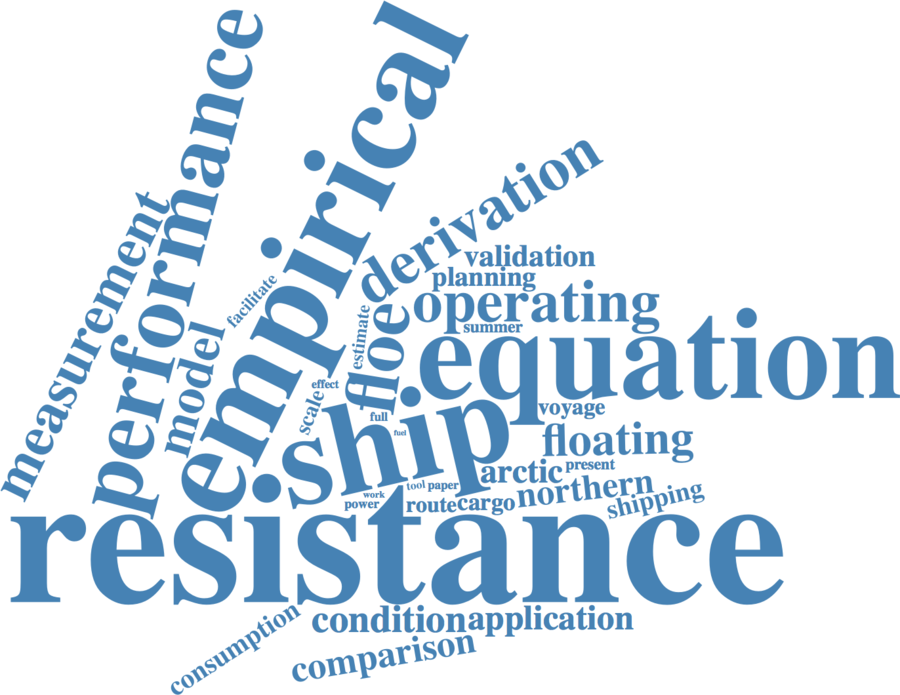 performance
empirical
measurement
derivation
validation
planning
facilitate
operating
model
estimate
floe
summer
equation
effect
scale
full
ship
fuel
voyage
floating
arctic
present
tool
paper
northern
work
power
route
cargo
shipping
resistance
consumption
condition
application
comparison